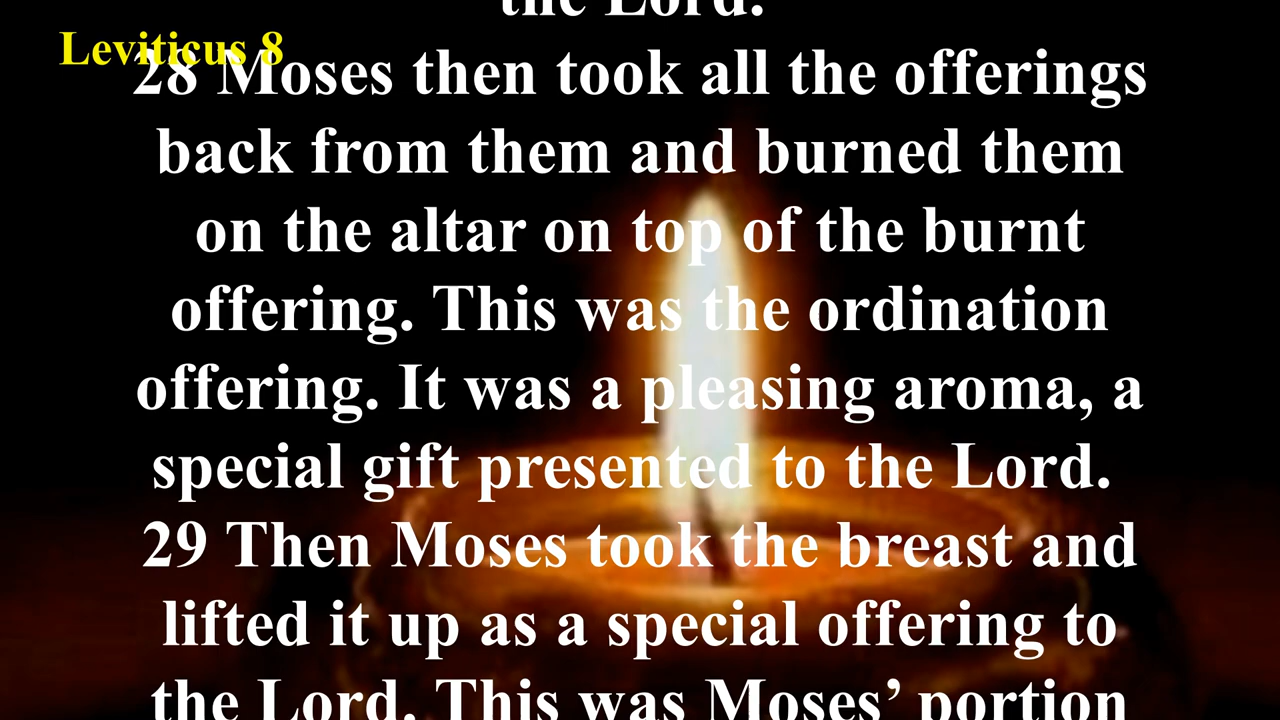 the Lord.
Leviticus 8
28 Moses then took all the offerings
back from them and burned them
on the altar on top of the burnt
offering. This was the ordination
offering. It was a pleasing aroma, a
special gift presented to the Lord.
29 Then Moses took the breast and
lifted it up as a special offering to
the Lord. This was Moses’ portion